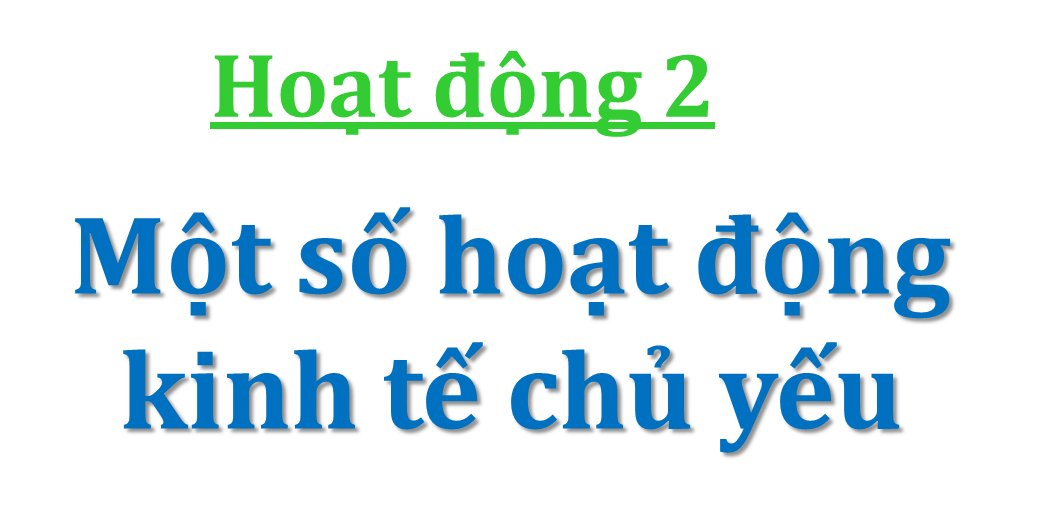 Hoạt động 2
Một số hoạt động
kinh tế chủ yếu